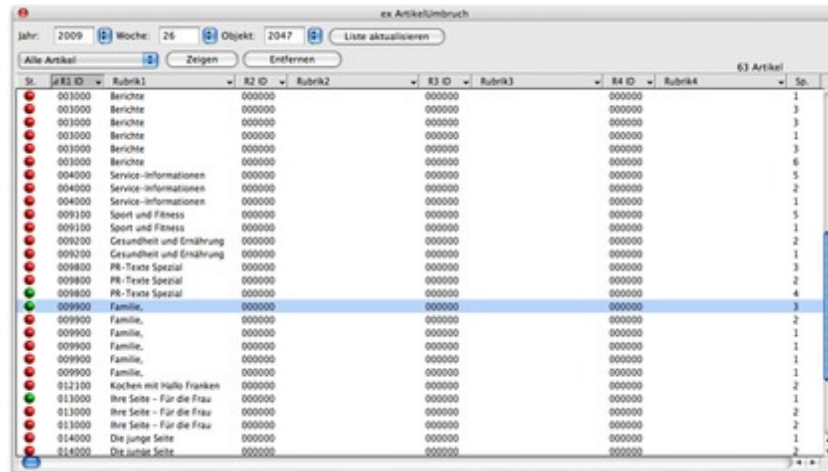 ex ArtikelUmbruch
Jahr: 2009 Woche: 26 Objekt: 2047 Liste aktualisieren
Alle Artikel Zeigen Entfernen
63 Artikel
St. R1 ID Rubrik1 R2 ID Rubrik2 R3 ID Rubrik3 R4 ID Rubrik4 Sp.
003000 Berichte 000000 000000 000000 1
003000 Berichte 000000 000000 000000 3
003000 Berichte 000000 000000 000000 3
003000 Berichte 000000 000000 000000 1
003000 Berichte 000000 000000 000000 3
003000 Berichte 000000 000000 000000 6
004000 Service-Informationen 000000 000000 000000 5
004000 Service-Informationen 000000 000000 000000 2
004000 Service-Informationen 000000 000000 000000 1
009100 Sport und Fitness 000000 000000 000000 5
009100 Sport und Fitness 000000 000000 000000 1
009200 Gesundheit und Ernährung 000000 000000 000000 2
009200 Gesundheit und Ernährung 000000 000000 000000 1
009800 PR-Texte Spezial 000000 000000 000000 3
009800 PR-Texte Spezial 000000 000000 000000 2
009800 PR-Texte Spezial 000000 000000 000000 4
009900 Familie, 000000 000000 000000 3
009900 Familie, 000000 000000 000000 2
009900 Familie, 000000 000000 000000 1
009900 Familie, 000000 000000 000000 1
009900 Familie, 000000 000000 000000 1
009900 Familie, 000000 000000 000000 1
012100 Kochen mit Hallo Franken 000000 000000 000000 2
013000 Ihre Seite - Für die Frau 000000 000000 000000 1
013000 Ihre Seite - Für die Frau 000000 000000 000000 2
013000 Ihre Seite - Für die Frau 000000 000000 000000 2
014000 Die junge Seite 000000 000000 000000 1
014000 Die junge Seite 000000 000000 000000 2